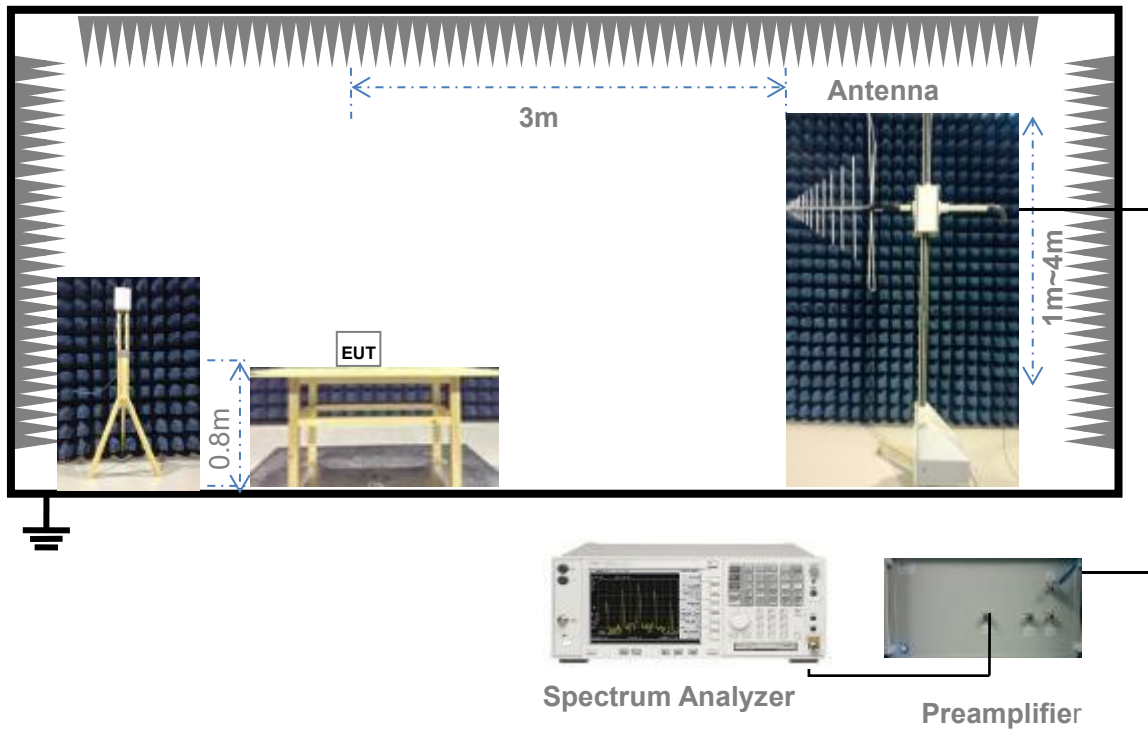 Antenna
3m
1m~4m
EUT
0.8m
Spectrum Analyzer
Preamplifier